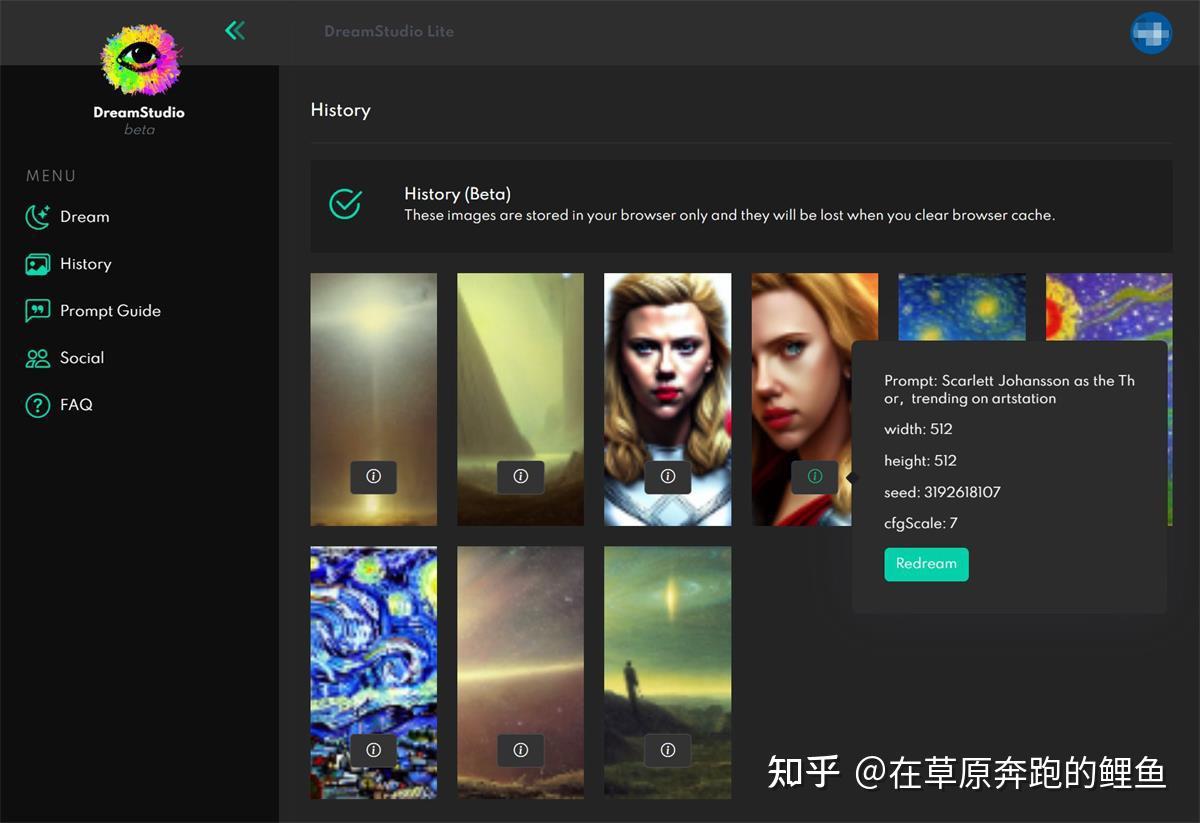 DreamStudio Lite
DreamStudio
beta
MENU
Dream
History
Prompt Guide
Social
FAQ
History
History (Beta)
These images are stored in your browser only and they will be lost when you clear browser cache.
Prompt: Scarlett Johansson as the Th
or，trending on artstation
width: 512
height: 512
seed: 3192618107
cfgScale: 7
Redream
知乎 @在草原奔跑的鲤鱼